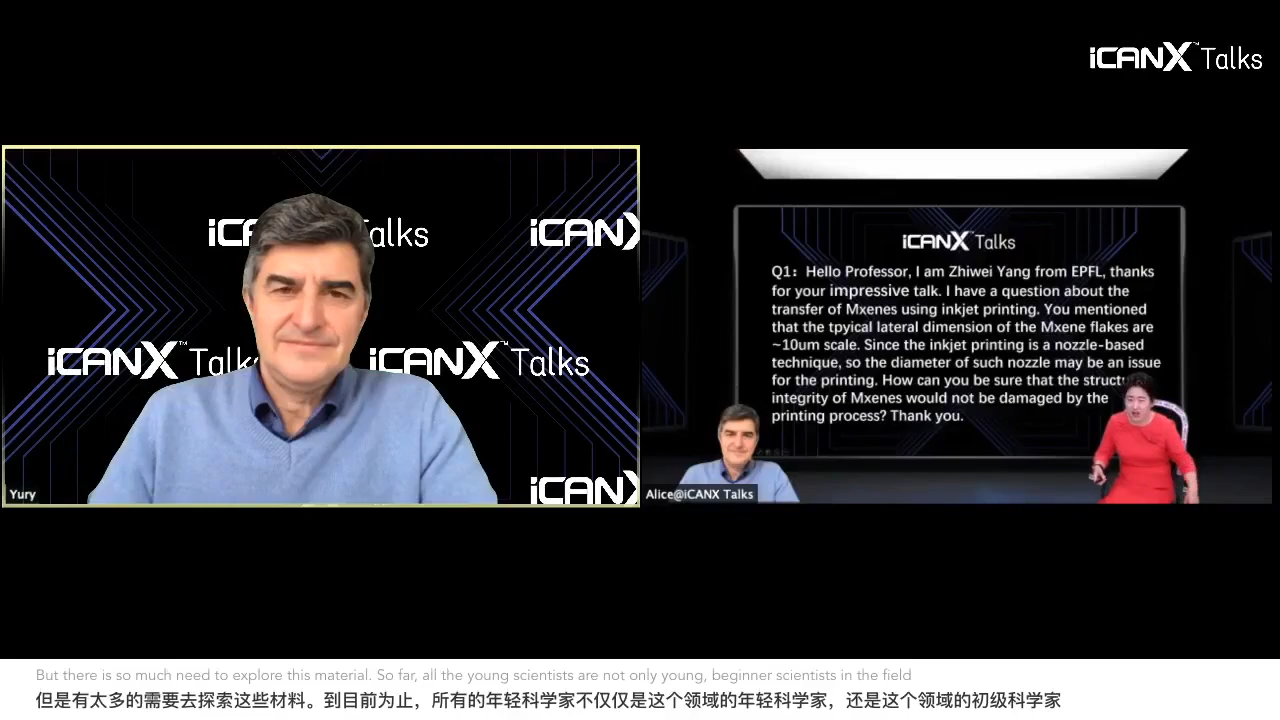 iCANX™ Talks
iCANX Talks
iCANX
iCANX™ Talks
iCANX™ Talks
iCANX
Yury
iCANX Talks
Q1: Hello Professor, I am Zhiwei Yang from EPFL, thanks
for your impressive talk. I have a question about the
transfer of Mxenes using inkjet printing. You mentioned
that the tpyical lateral dimension of the Mxene flakes are
~10um scale. Since the inkjet printing is a nozzle-based
technique, so the diameter of such nozzle may be an issue
for the printing. How can you be sure that the struct
integrity of Mxenes would not be damaged by the
printing process? Thank you.
Alice@iCANX Talks
But there is so much need to explore this material. So far, all the young scientists are not only young, beginner scientists in the field
但是有太多的需要去探索这些材料。到目前为止，所有的年轻科学家不仅仅是这个领域的年轻科学家，还是这个领域的初级科学家